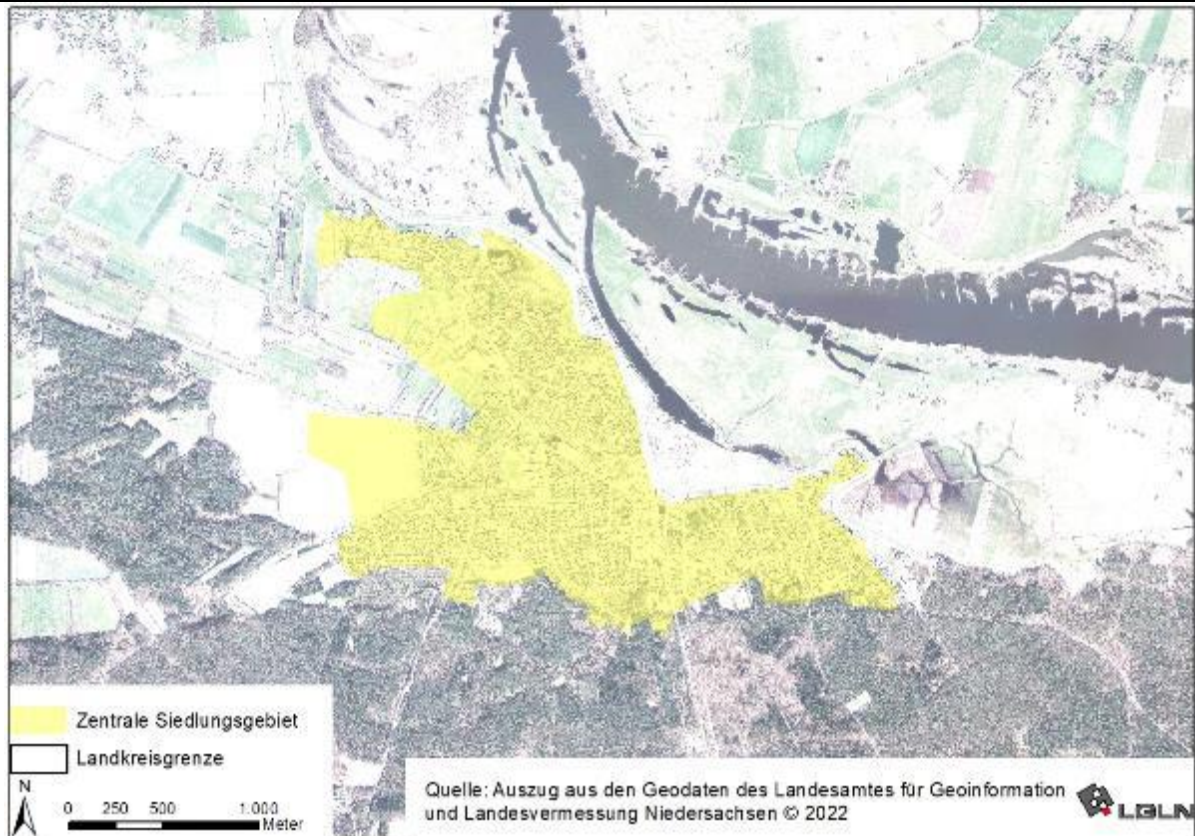 Zentrale Siedlungsgebiet
Landkreisgrenze
N
0 250 500 1.000
Meter
Quelle: Auszug aus den Geodaten des Landesamtes für Geoinformation
und Landesvermessung Niedersachsen © 2022
LGLN